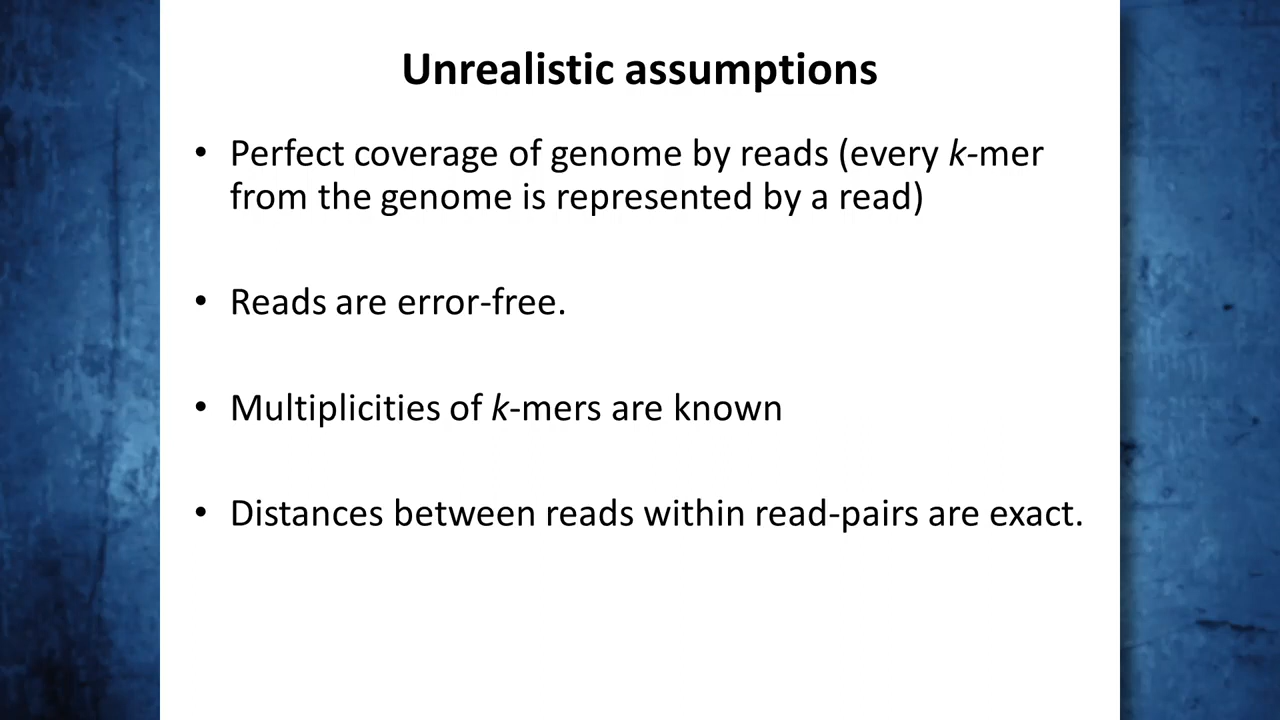 Unrealistic assumptions
• Perfect coverage of genome by reads (every k-mer
from the genome is represented by a read)
• Reads are error-free.
• Multiplicities of k-mers are known
• Distances between reads within read-pairs are exact.